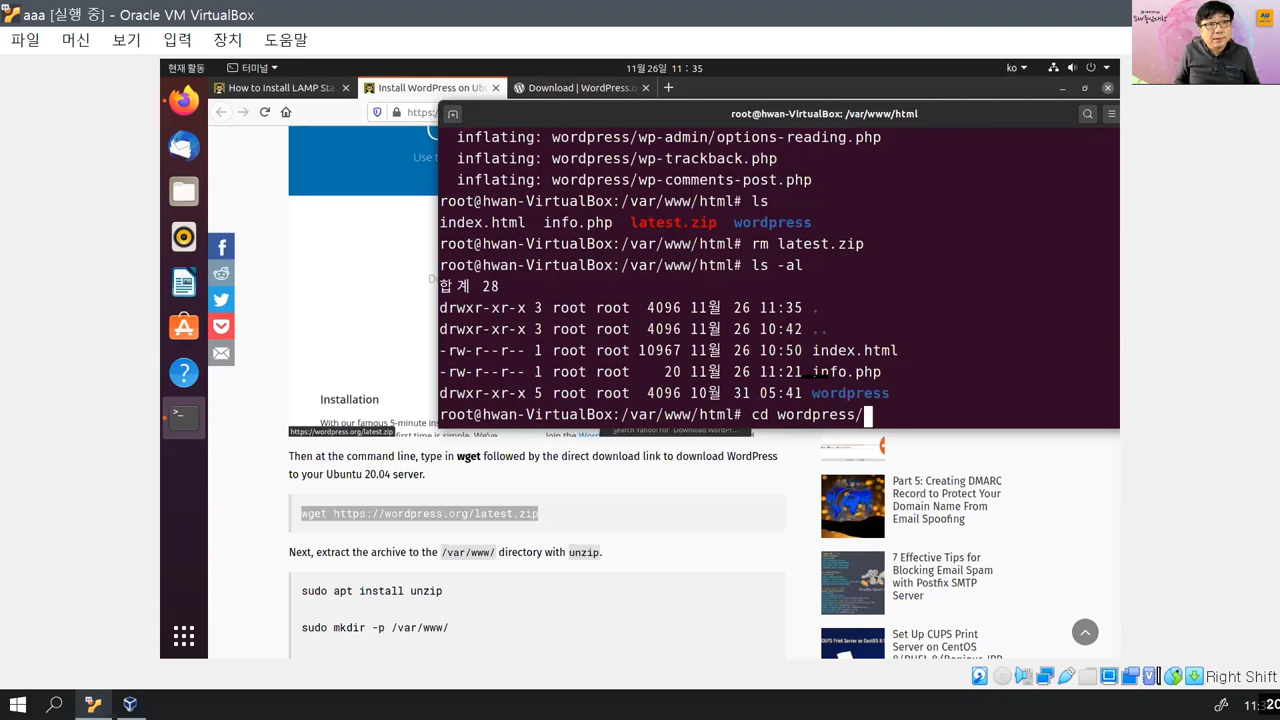 aaa [실행 중] - Oracle VM VirtualBox
파일 머신 보기 입력 장치 도움말
현재 활동 터미널 11월26일 11 : 35 ko
How to Install LAMP Sta Install WordPress on Ubu Download | WordPress.o
https:/
root@hwan-VirtualBox: /var/www/html
Use t
inflating: wordpress/wp-admin/options-reading.php
inflating: wordpress/wp-trackback.php
inflating: wordpress/wp-comments-post.php
root@hwan-VirtualBox:/var/www/html# ls
index.html info.php latest.zip wordpress
root@hwan-VirtualBox:/var/www/html# rm latest.zip
root@hwan-VirtualBox:/var/www/html# ls -al
합계 28
drwxr-xr-x 3 root root 4096 11월 26 11:35 .
drwxr-xr-x 3 root root 4096 11월 26 10:42 ..
-rw-r--r-- 1 root root 10967 11월 26 10:50 index.html
-rw-r--r-- 1 root root 20 11월 26 11:21 info.php
drwxr-xr-x 5 root root 4096 10월 31 05:41 wordpress
root@hwan-VirtualBox:/var/www/html# cd wordpress/
Installation
With our famous 5-minute ins
https://wordpress.org/latest.zip
Then at the command line, type in wget followed by the direct download link to download WordPress
to your Ubuntu 20.04 server.
wget https://wordpress.org/latest.zip
Next, extract the archive to the /var/www/ directory with unzip.
sudo apt install unzip
sudo mkdir -p /var/www/
Part 5: Creating DMARC
Record to Protect Your
Domain Name From
Email Spoofing
7 Effective Tips for
Blocking Email Spam
with Postfix SMTP
Server
Set Up CUPS Print
Server on CentOS
Right Shift